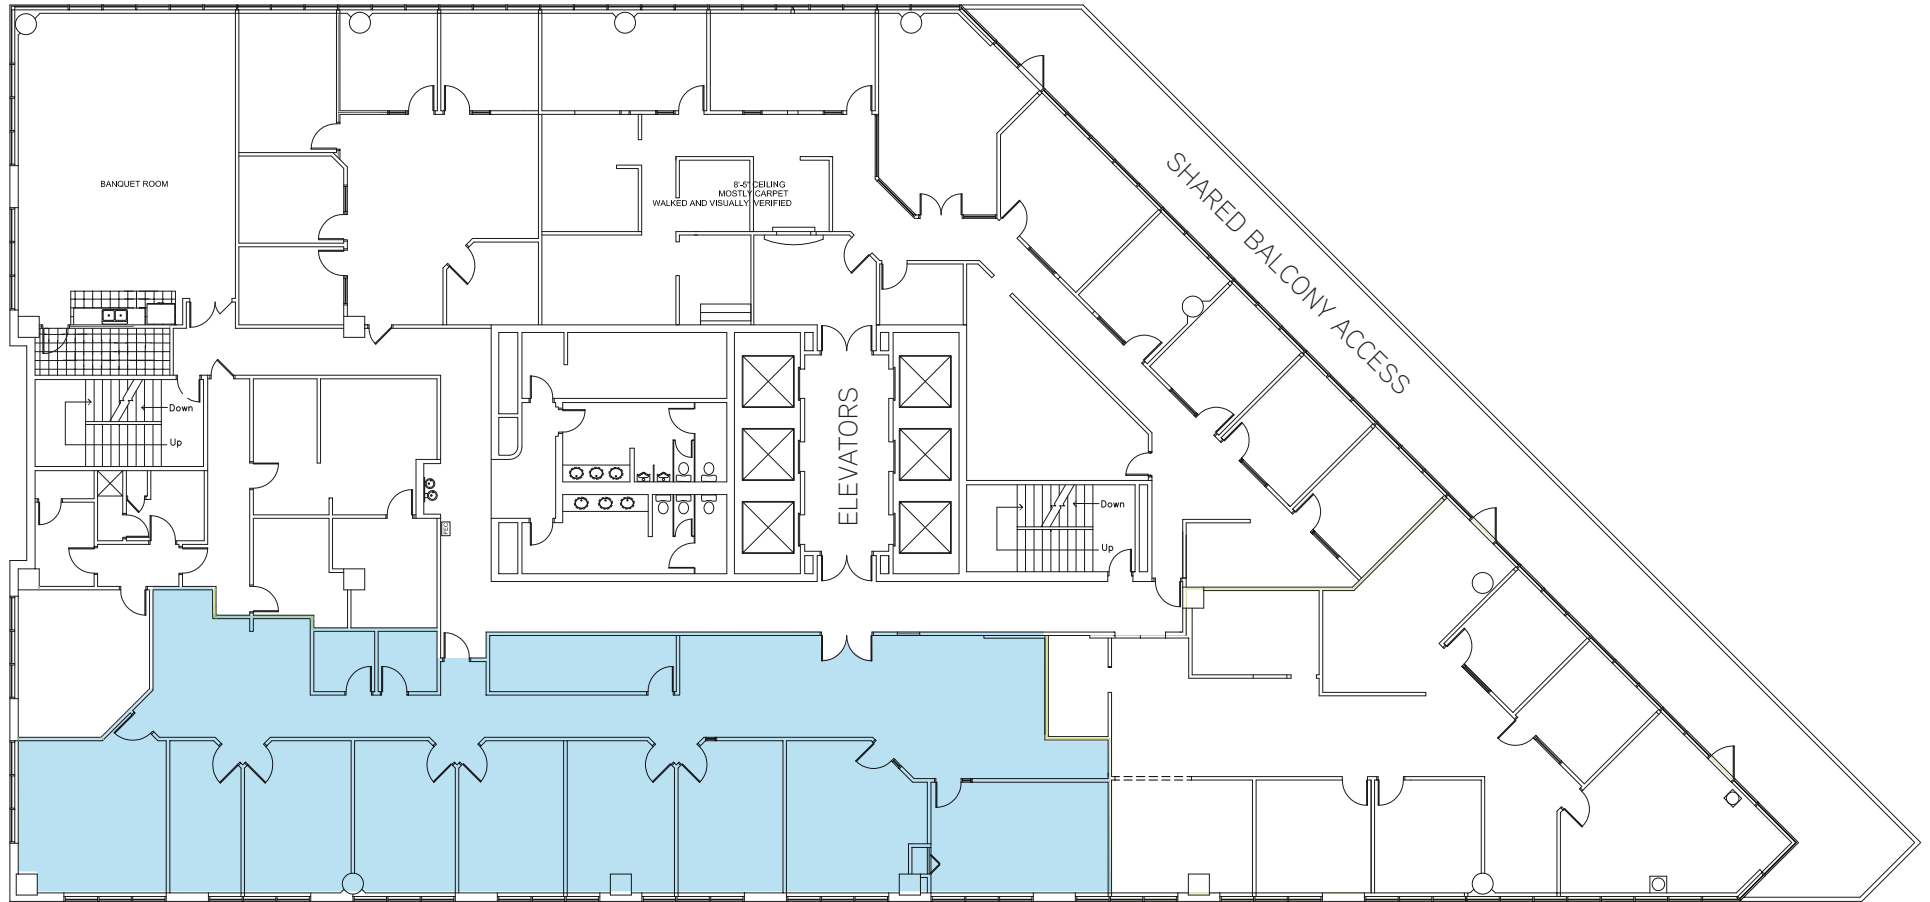 BANQUET ROOM
8'-5" CEILING
MOSTLY CARPET
WALKED AND VISUALLY VERIFIED
SHARED BALCONY ACCESS
ELEVATORS
Down
Up
Down
Up
FEC